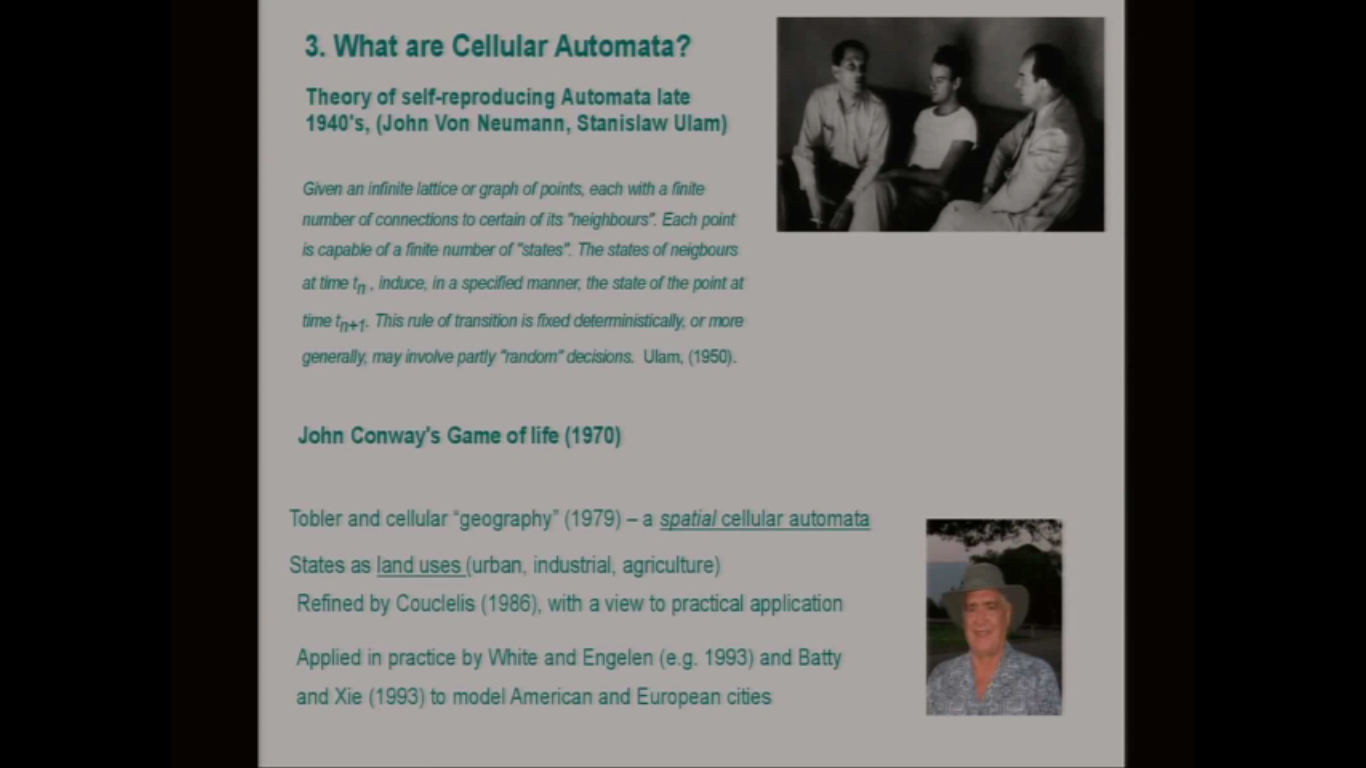 3. What are Cellular Automata?
Theory of self-reproducing Automata late
1940's, (John Von Neumann, Stanislaw Ulam)
Given an infinite lattice or graph of points, each with a finite
number of connections to certain of its "neighbours". Each point
is capable of a finite number of "states". The states of neigbours
at time tn , induce, in a specified manner, the state of the point at
time tn+1. This rule of transition is fixed deterministically, or more
generally, may involve partly "random" decisions. Ulam, (1950).
John Conway's Game of life (1970)
Tobler and cellular “geography” (1979) – a spatial cellular automata
States as land uses (urban, industrial, agriculture)
Refined by Couclelis (1986), with a view to practical application
Applied in practice by White and Engelen (e.g. 1993) and Batty
and Xie (1993) to model American and European cities